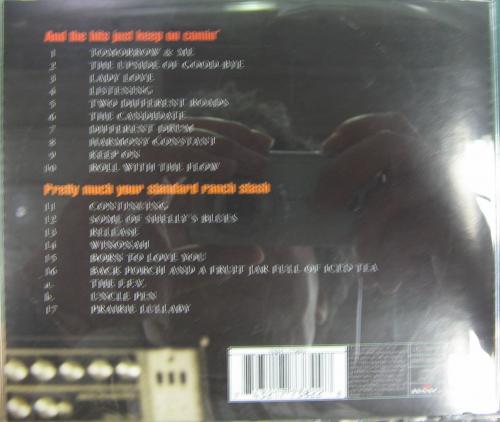 And the hits just keep on comin'
1 TOMORROW & ME
2 THE UPSIDE OF GOOD-BYE
3 LADY LOVE
4 LISTENING
5 TWO DIFFERENT ROADS
6 THE CANDIDATE
7 DIFFERENT DRUM
8 HARMONY CONSTANT
9 KEEP ON
10 ROLL WITH THE FLOW
Pretty much your standard ranch stash
11 CONTINUING
12 SOME OF SHELLY'S BLUES
13 RELEASE
14 WINONAH
15 BORN TO LOVE YOU
16 BACK PORCH AND A FRUIT JAR FULL OF ICED TEA
a. THE F.F.V.
b. UNCLE PEN
17 PRAIRIE LULLABY